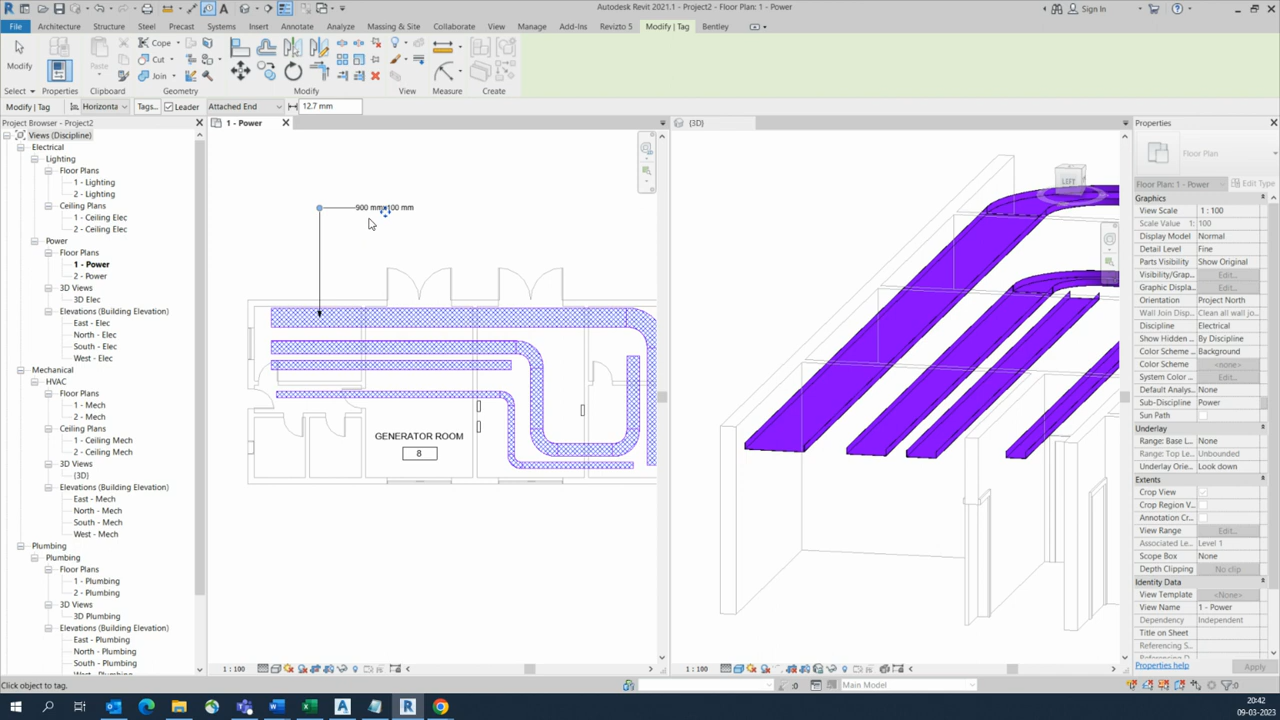 Autodesk Revit 2021.1 - Project2 - Floor Plan: 1 - Power
Sign In
File Architecture Structure Steel Precast Systems Insert Annotate Analyze Massing & Site Collaborate View Manage Add-Ins Revizto 5 Modify | Tag Bentley
Modify
Paste
Cope
Cut
Join
Select Properties Clipboard Geometry Modify View Measure Create
Modify | Tag Horizonta Tags... Leader Attached End 12.7 mm
Project Browser - Project2
Views (Discipline)
Electrical
Lighting
Floor Plans
1 - Lighting
2 - Lighting
Ceiling Plans
1 - Ceiling Elec
2 - Ceiling Elec
Power
Floor Plans
1 - Power
2 - Power
3D Views
3D Elec
Elevations (Building Elevation)
East - Elec
North - Elec
South - Elec
West - Elec
Mechanical
HVAC
Floor Plans
1 - Mech
2 - Mech
Ceiling Plans
1 - Ceiling Mech
2 - Ceiling Mech
3D Views
{3D}
Elevations (Building Elevation)
East - Mech
North - Mech
South - Mech
West - Mech
Plumbing
Plumbing
Floor Plans
1 - Plumbing
2 - Plumbing
3D Views
3D Plumbing
Elevations (Building Elevation)
East - Plumbing
North - Plumbing
South - Plumbing
West - Plumbing
1 - Power
900 mmx100 mm
GENERATOR ROOM
8
1 : 100
{3D}
LEFT
1 : 100
Properties
Floor Plan
Floor Plan: 1 - Power Edit Type
Graphics
View Scale 1 : 100
Scale Value 1: 100
Display Model Normal
Detail Level Fine
Parts Visibility Show Original
Visibility/Grap... Edit...
Graphic Displa... Edit...
Orientation Project North
Wall Join Disp... Clean all wall jo...
Discipline Electrical
Show Hidden ... By Discipline
Color Scheme ... Background
Color Scheme <none>
System Color ... Edit...
Default Analys... None
Sub-Discipline Power
Sun Path
Underlay
Range: Base L... None
Range: Top Le... Unbounded
Underlay Orie... Look down
Extents
Crop View
Crop Region V...
Annotation Cr...
View Range Edit...
Associated Le... Level 1
Scope Box None
Depth Clipping No clip
Identity Data
View Template <None>
View Name 1 - Power
Dependency Independent
Title on Sheet
Referencing S...
Properties help Apply
Click object to tag.
:0
Main Model
:0
20:42
09-03-2023